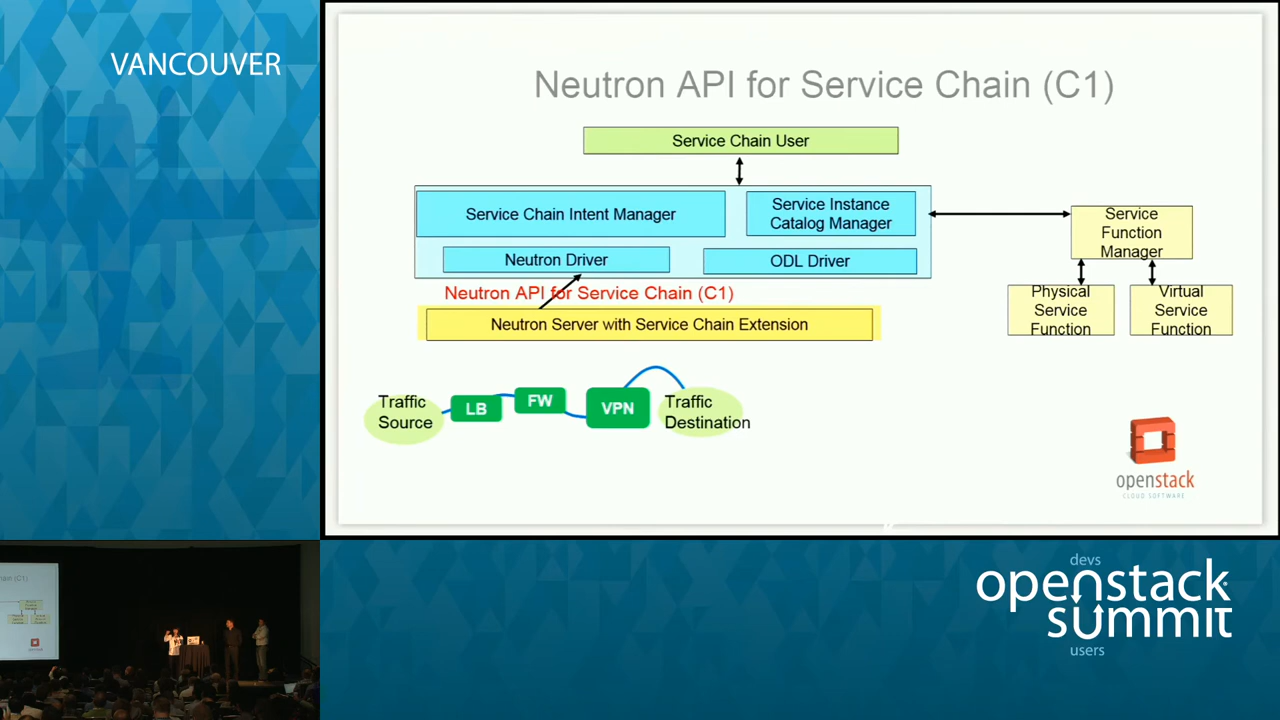 VANCOUVER
Neutron API for Service Chain (C1)
Service Chain User
Service Chain Intent Manager
Service Instance
Catalog Manager
Neutron Driver
ODL Driver
Service
Function
Manager
Physical
Service
Function
Virtual
Service
Function
Neutron API for Service Chain (C1)
Neutron Server with Service Chain Extension
Traffic
Source
LB
FW
VPN
Traffic
Destination
openstack
CLOUD SOFTWARE
devs
openstack
summit
users